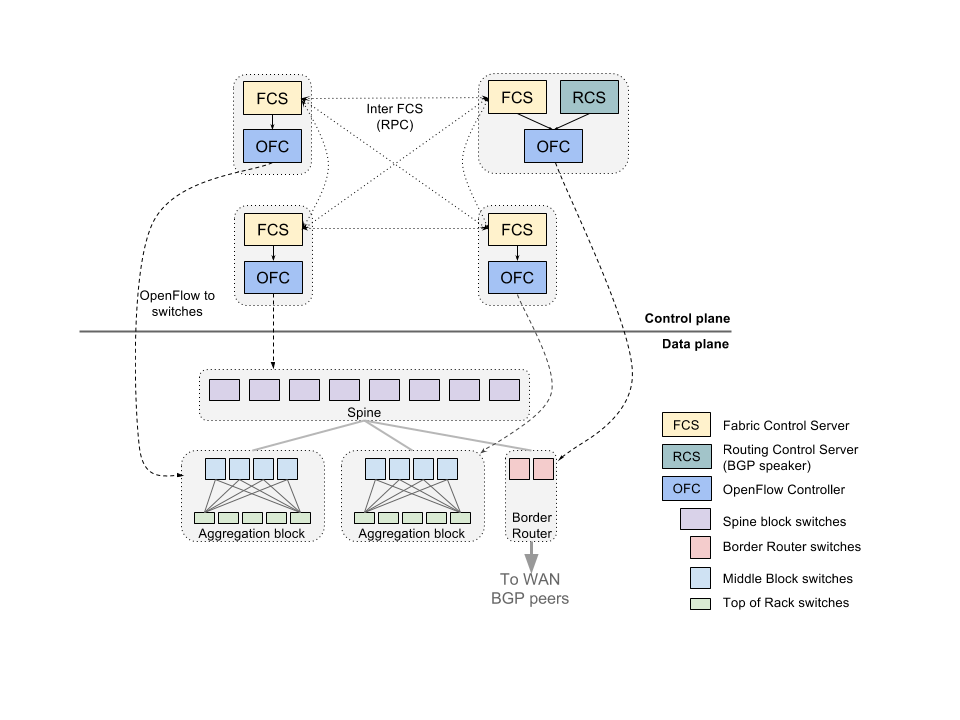 FCS
FCS
RCS
Inter FCS
(RPC)
OFC
OFC
FCS
FCS
OFC
OFC
OpenFlow to
switches
Control plane
Data plane
Spine
Aggregation block
Aggregation block
Border
Router
To WAN
BGP peers
FCS
Fabric Control Server
RCS
Routing Control Server
(BGP speaker)
OFC
OpenFlow Controller
Spine block switches
Border Router switches
Middle Block switches
Top of Rack switches